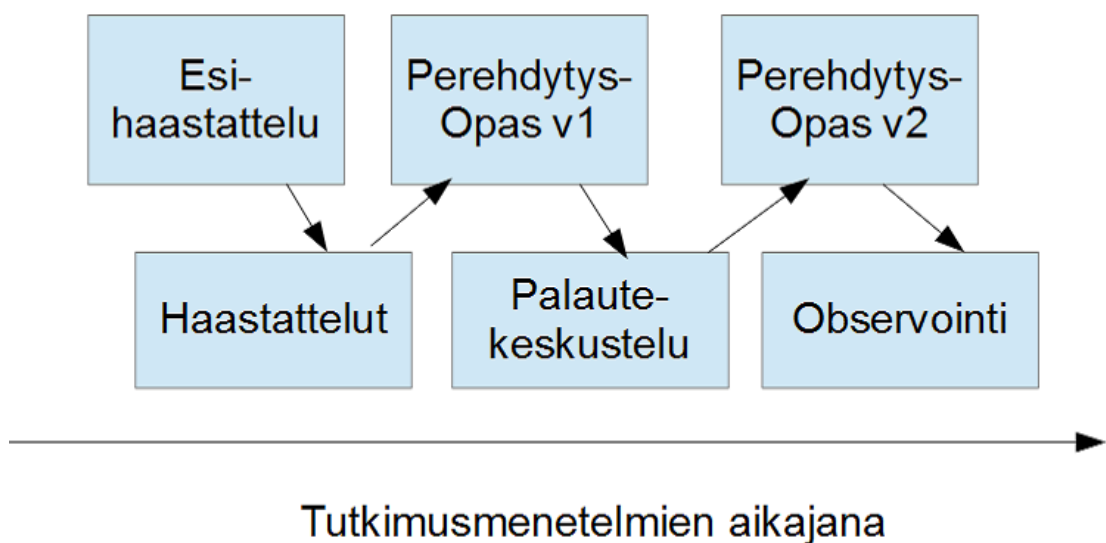 Esi-
haastattelu
Perehdytys-
Opas v1
Perehdytys-
Opas v2
Haastattelut
Palaute-
keskustelu
Observointi
Tutkimusmenetelmien aikajana